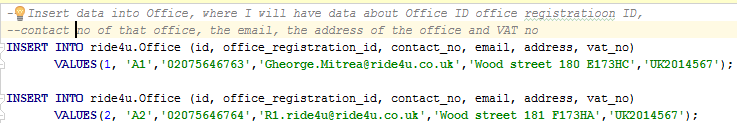 -- Insert data into Office, where I will have data about Office ID office registratioon ID,
--contact no of that office, the email, the address of the office and VAT no
INSERT INTO ride4u.Office (id, office_registration_id, contact_no, email, address, vat_no)
VALUES(1, 'A1','02075646763','Gheorge.Mitrea@ride4u.co.uk','Wood street 180 E173HC','UK2014567');
INSERT INTO ride4u.Office (id, office_registration_id, contact_no, email, address, vat_no)
VALUES(2, 'A2','02075646764','R1.ride4u@ride4u.co.uk','Wood street 181 F173HA','UK2014567');